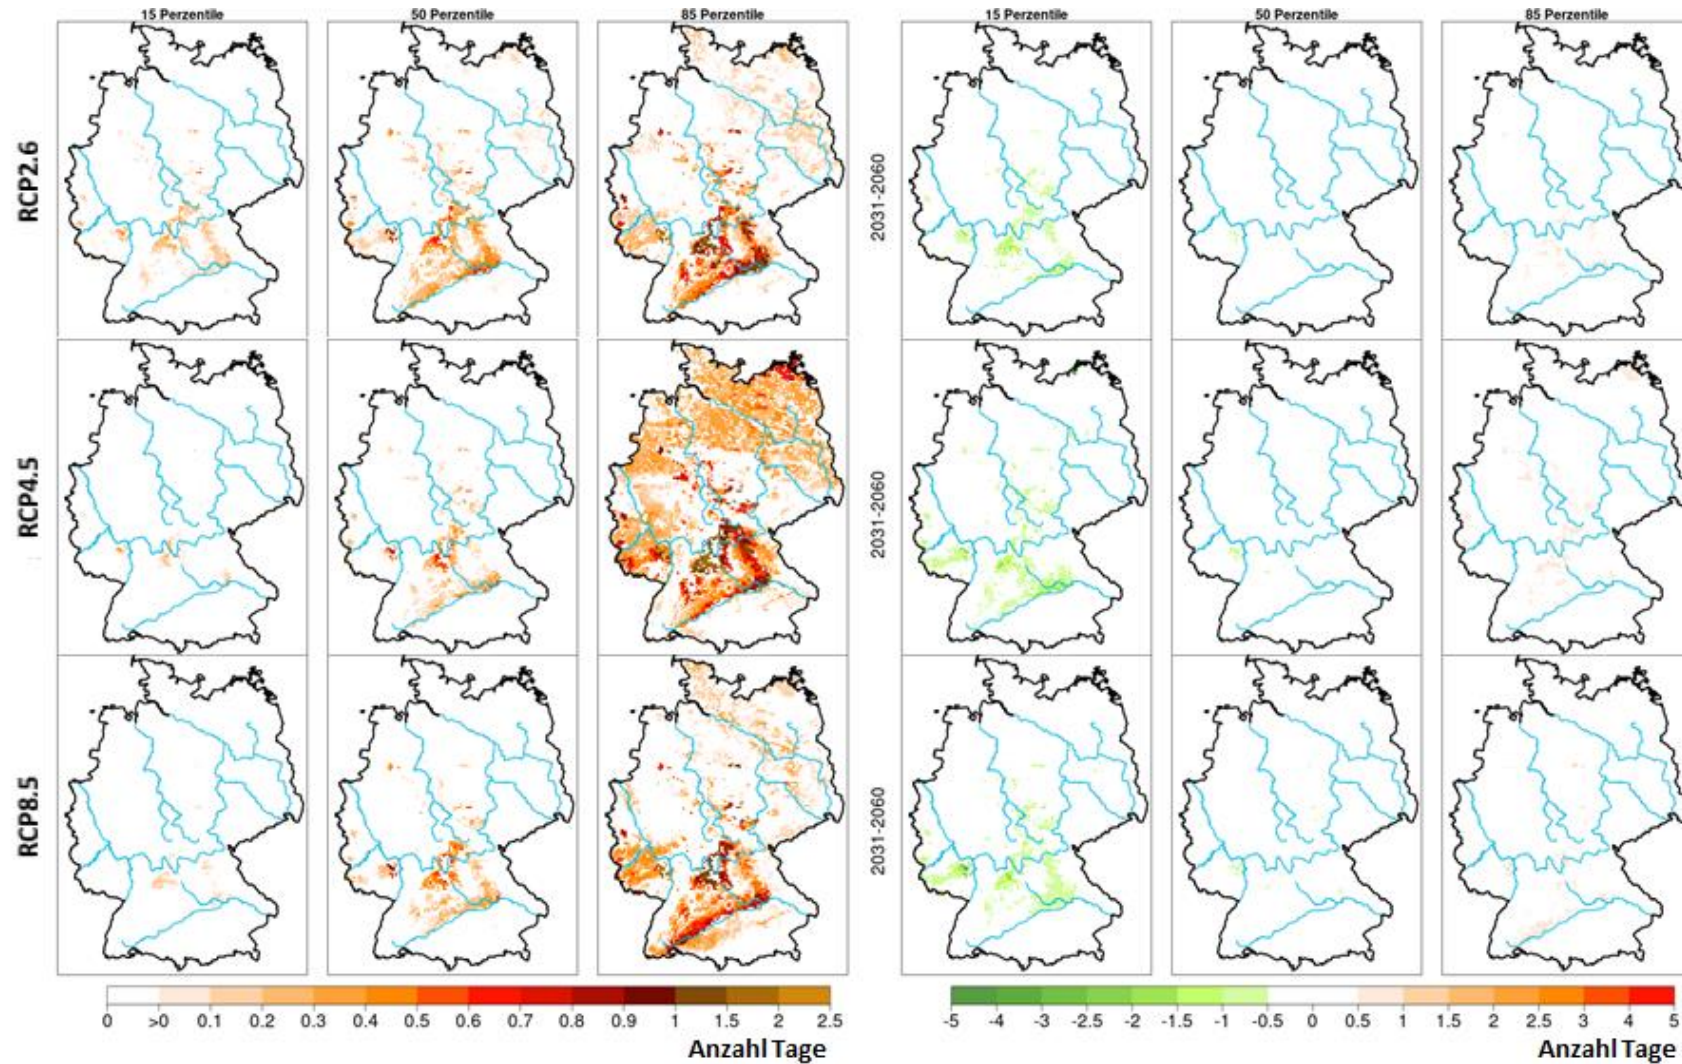 15 Perzentile 50 Perzentile 85 Perzentile 15 Perzentile 50 Perzentile 85 Perzentile
RCP2.6
2031-2060
RCP4.5
2031-2060
RCP8.5
2031-2060
0 >0 0.1 0.2 0.3 0.4 0.5 0.6 0.7 0.8 0.9 1 1.5 2 2.5
-5 -4 -3 -2.5 -2 -1.5 -1 -0.5 0 0.5 1 1.5 2 2.5 3 4 5
Anzahl Tage
Anzahl Tage